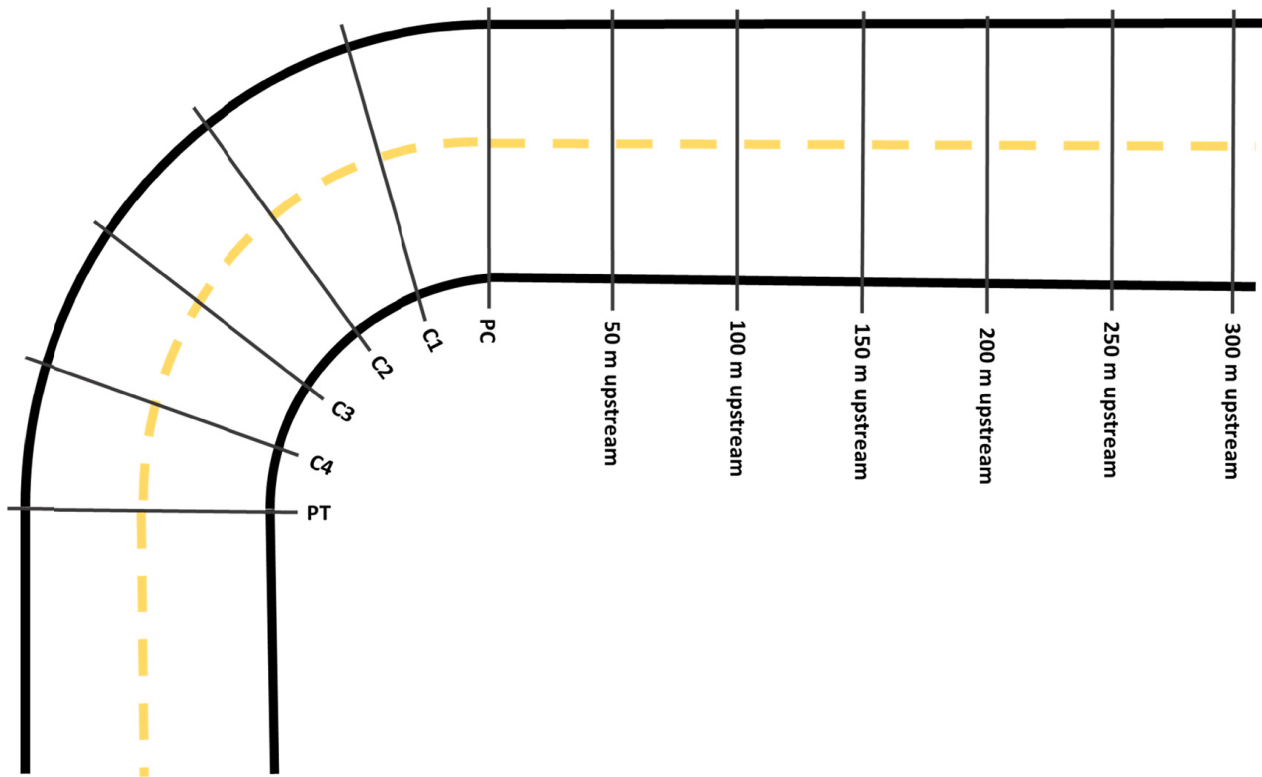 PC
50 m upstream
100 m upstream
150 m upstream
200 m upstream
250 m upstream
300 m upstream
C1
C2
C3
C4
PT